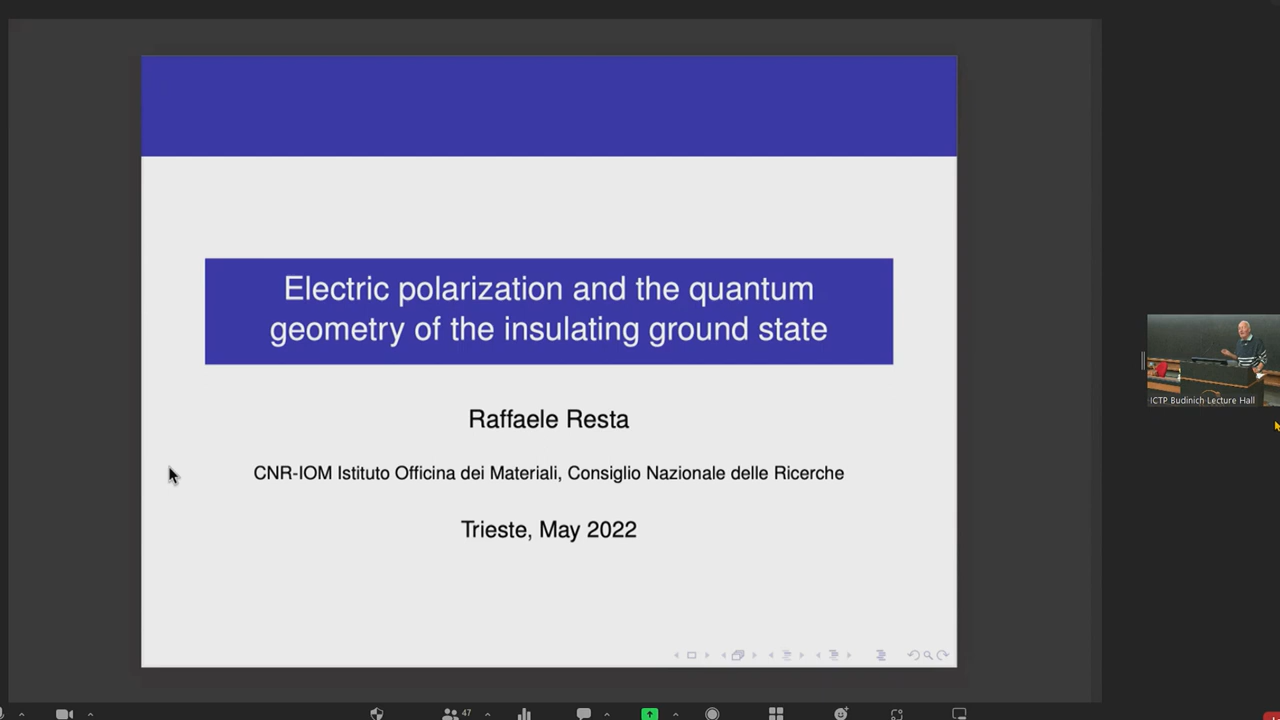 Electric polarization and the quantum
geometry of the insulating ground state
Raffaele Resta
CNR-IOM Istituto Officina dei Materiali, Consiglio Nazionale delle Ricerche
Trieste, May 2022
ICTP Budinich Lecture Hall
47